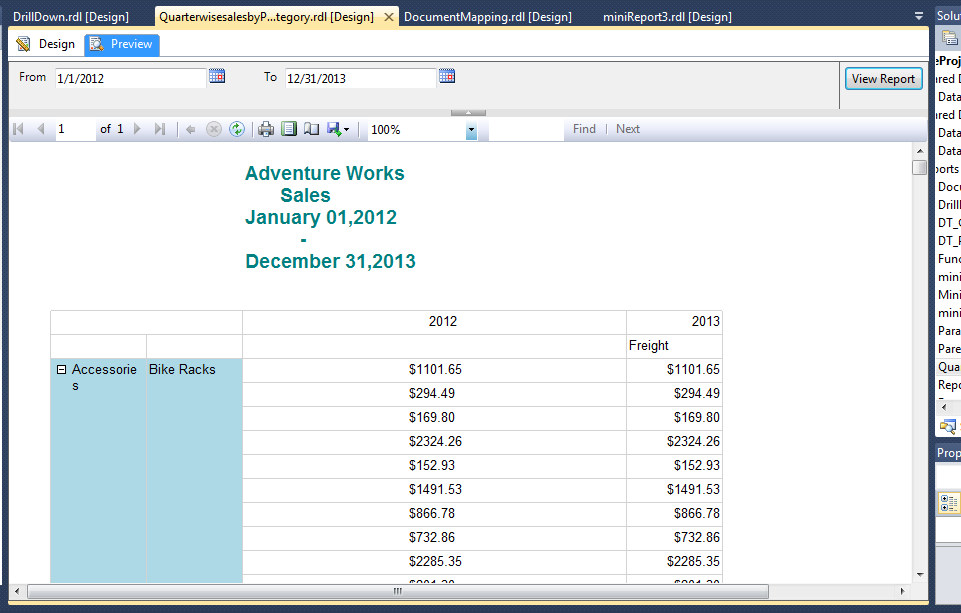 DrillDown.rdl [Design] QuarterwisesalesbyP...tegory.rdl [Design] DocumentMapping.rdl [Design] miniReport3.rdl [Design]
Solu
Design Preview
From 1/1/2012 To 12/31/2013 View Report
1 of 1 100% Find | Next
Adventure Works
Sales
January 01,2012
-
December 31,2013
2012 2013
Freight
Accessorie
s
Bike Racks
$1101.65 $1101.65
$294.49 $294.49
$169.80 $169.80
$2324.26 $2324.26
$152.93 $152.93
$1491.53 $1491.53
$866.78 $866.78
$732.86 $732.86
$2285.35 $2285.35
eProj
ared D
Data
ared D
Data
Data
ports
Docu
Drill
DT_
DT_
Func
mini
Mini
mini
Para
Pare
Qua
Repo
Prop